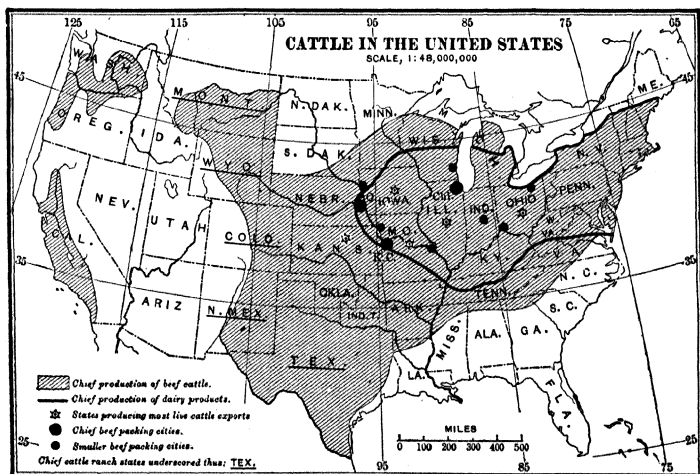 125 115 105 95 85 75 65
CATTLE IN THE UNITED STATES
SCALE, 1:48,000,000
WASH.
MONT.
N. DAK.
MINN.
ME.
45
45
OREG.
IDA.
S. DAK.
WIS.
MICH.
N. Y.
WYO.
NEBR.
O.
IOWA
CHI.
ILL.
IND.
OHIO
PENN.
NEV.
UTAH
COLO.
KANS.
MO.
K.C.
W. VA.
CAL.
KY.
VA.
35
35
ARIZ
N. MEX.
OKLA.
IND. T.
ARK.
TENN.
N. C.
S. C.
TEX.
MISS.
ALA.
GA.
LA.
FLA.
Chief production of beef cattle.
Chief production of dairy products.
States producing most live cattle exports
Chief beef packing cities.
Smaller beef packing cities.
Chief cattle ranch states underscored thus: TEX.
MILES
0 100 200 300 400 500
25
25
95 85 75